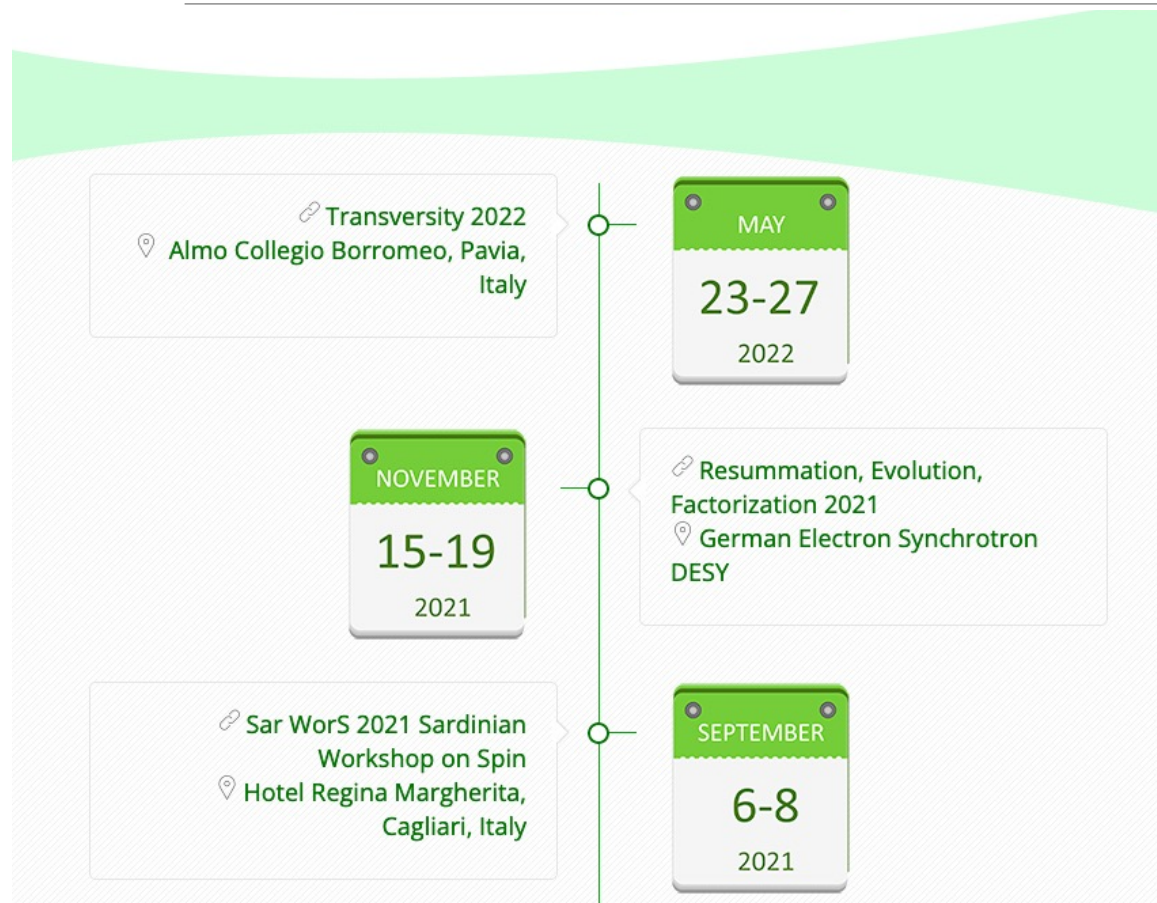 Transversity 2022
Almo Collegio Borromeo, Pavia,
Italy
MAY
23-27
2022
NOVEMBER
15-19
2021
Resummation, Evolution,
Factorization 2021
German Electron Synchrotron
DESY
Sar WorS 2021 Sardinian
Workshop on Spin
Hotel Regina Margherita,
Cagliari, Italy
SEPTEMBER
6-8
2021